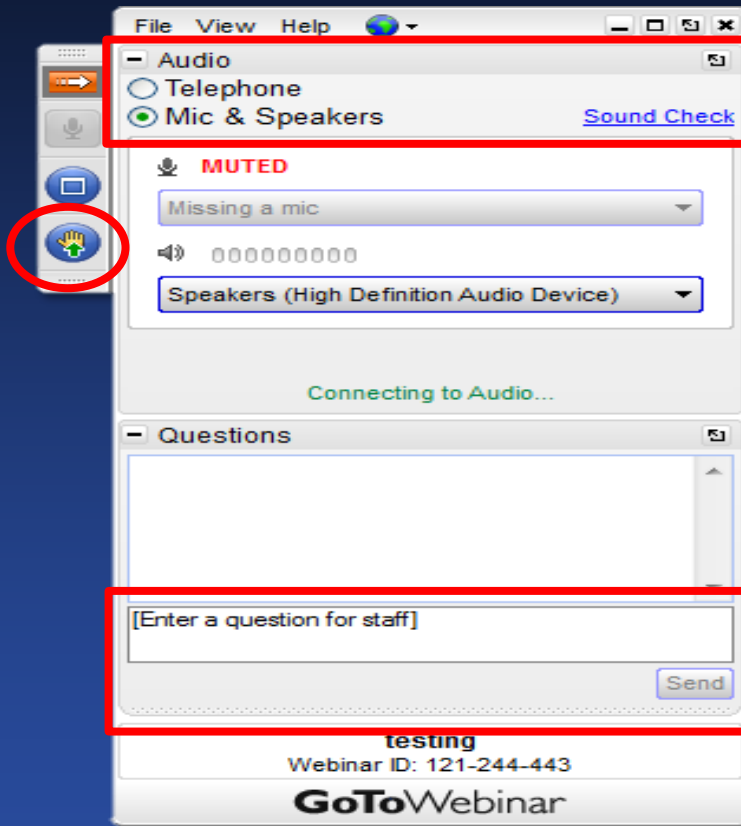 File View Help
Audio
Telephone
Mic & Speakers Sound Check
MUTED
Missing a mic
000000000
Speakers (High Definition Audio Device)
Connecting to Audio...
Questions
[Enter a question for staff]
Send
testing
Webinar ID: 121-244-443
GoToWebinar